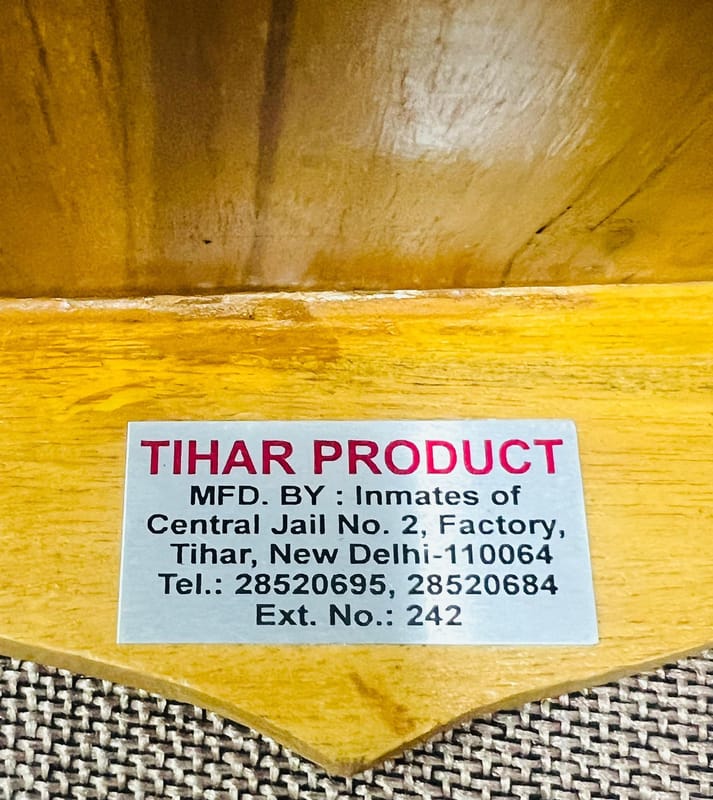 TIHAR PRODUCT
MFD. BY : Inmates of
Central Jail No. 2, Factory,
Tihar, New Delhi-110064
Tel.: 28520695, 28520684
Ext. No.: 242